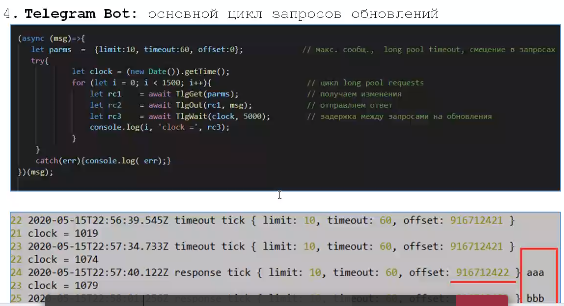 4. Telegram Bot: основной цикл запросов обновлений
(async (msg)=>{
let parms = {limit:10, timeout:60, offset:0}; // макс. сообщ., long pool timeout, смещение в запросах
try{
let clock = (new Date()).getTime();
for (let i = 0; i < 1500; i++){ // цикл long pool requests
let rc1 = await TlgGet(parms); // получаем изменения
let rc2 = await TlgOut(rc1, msg); // отправляем ответ
let rc3 = await TlgWait(clock, 5000); // задержка между запросами на обновления
console.log(i, 'clock =', rc3);
}
}
catch(err){console.log( err);}
})(msg);
22 2020-05-15T22:56:39.545Z timeout tick { limit: 10, timeout: 60, offset: 916712421 }
21 clock = 1019
23 2020-05-15T22:57:34.733Z timeout tick { limit: 10, timeout: 60, offset: 916712421 }
22 clock = 1074
24 2020-05-15T22:57:40.122Z response tick { limit: 10, timeout: 60, offset: 916712422 } aaa
23 clock = 1079
} bbb